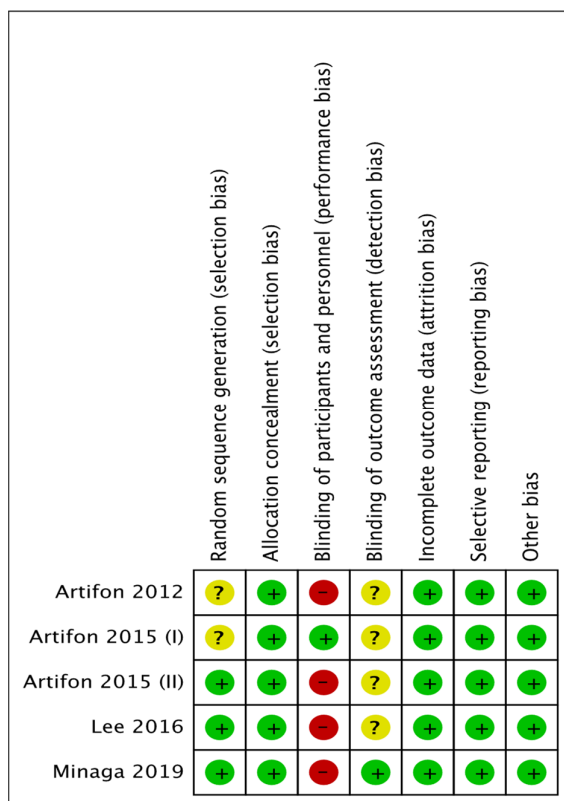 Random sequence generation (selection bias)
Allocation concealment (selection bias)
Blinding of participants and personnel (performance bias)
Blinding of outcome assessment (detection bias)
Incomplete outcome data (attrition bias)
Selective reporting (reporting bias)
Other bias
Artifon 2012 ? + - ? + + +
Artifon 2015 (I) ? + + ? + + +
Artifon 2015 (II) + + - ? + + +
Lee 2016 + + - ? + + +
Minaga 2019 + + - + + + +